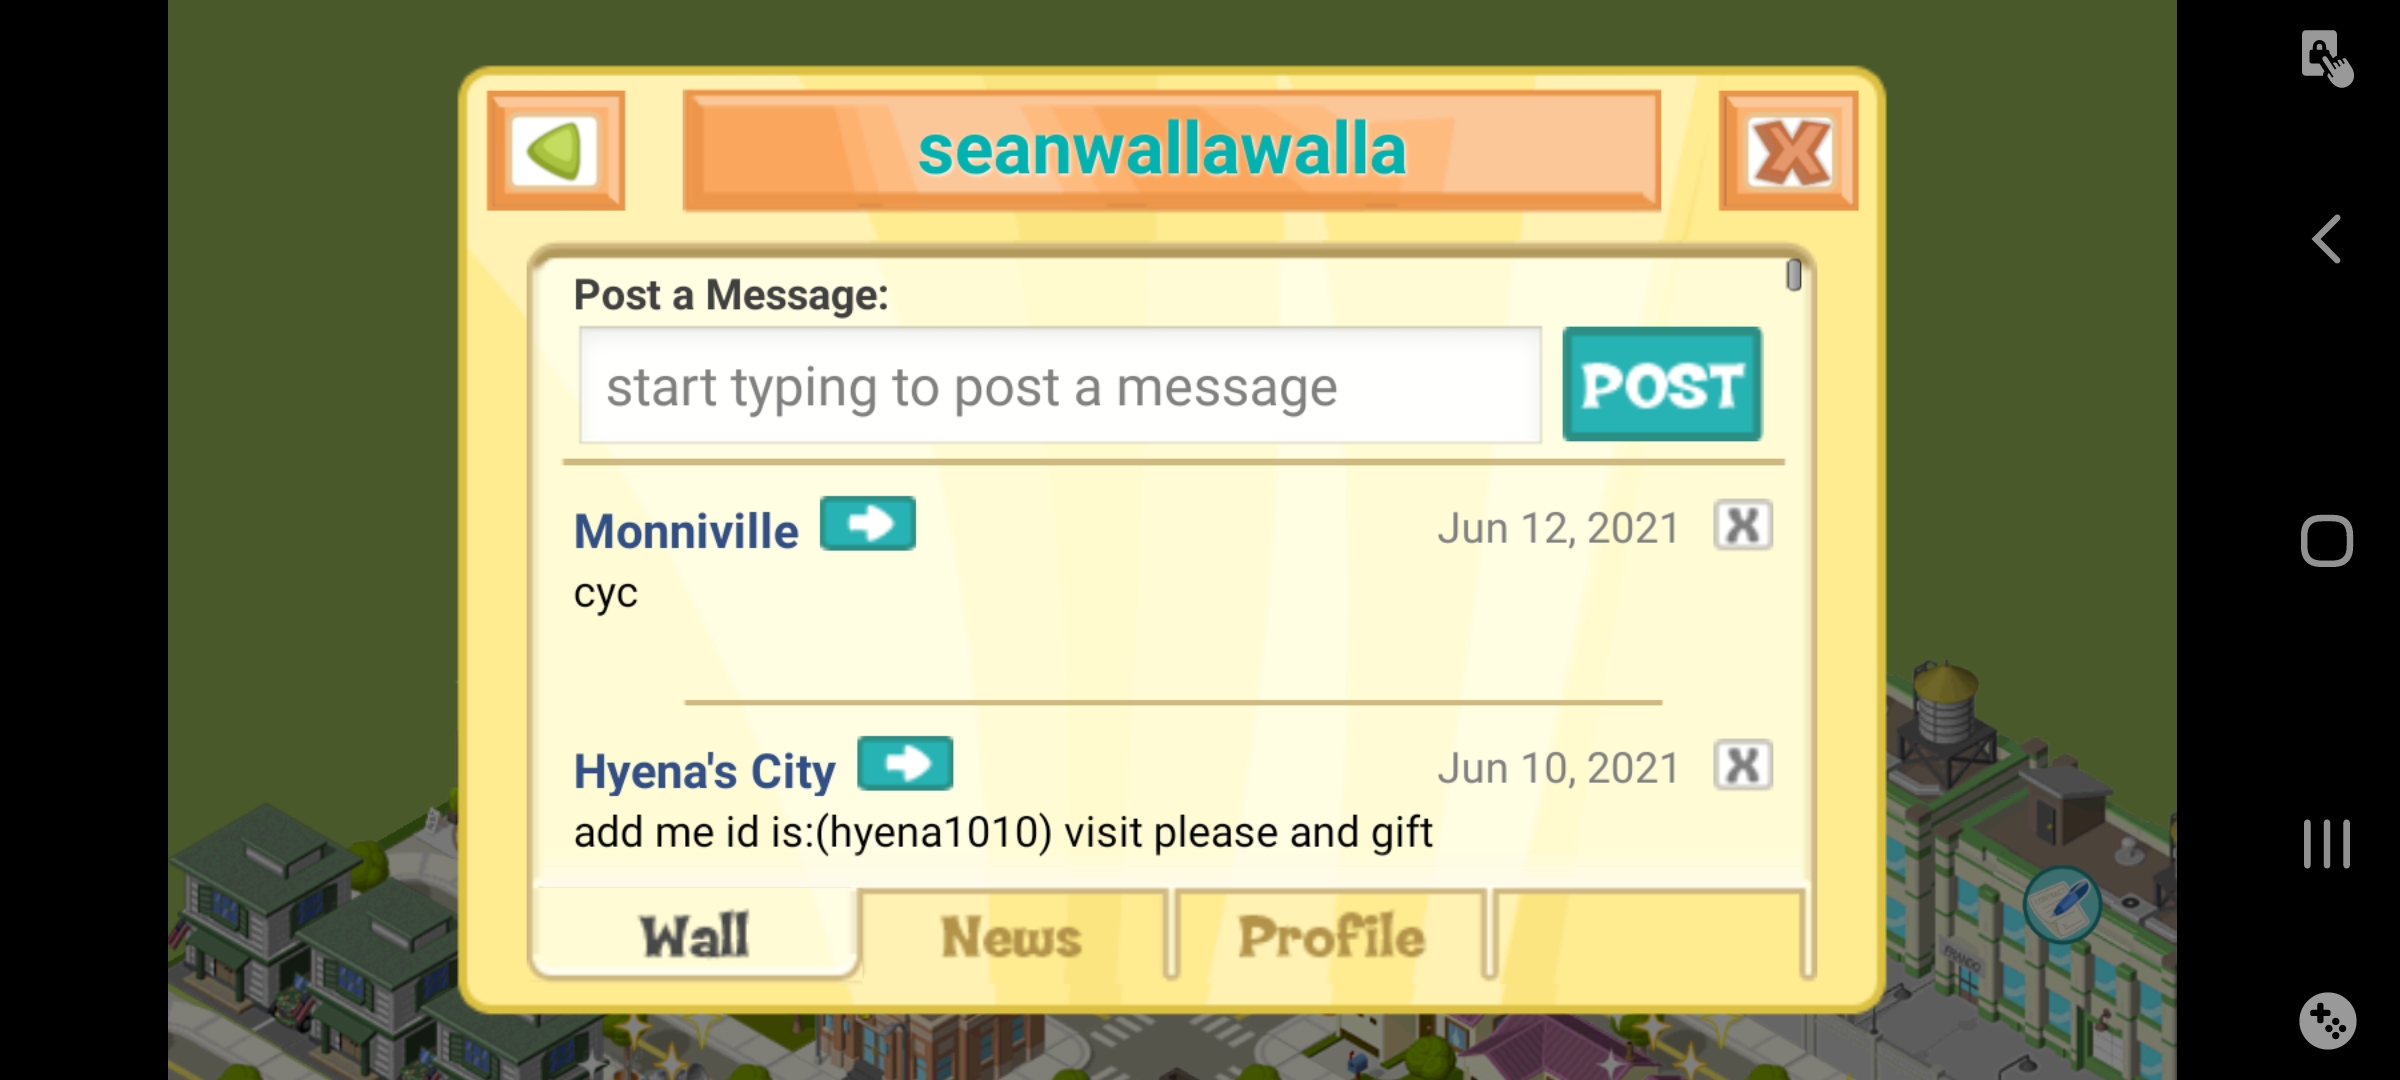 seanwallawalla
Post a Message:
start typing to post a message
POST
Monniville
Jun 12, 2021
cyc
Hyena's City
Jun 10, 2021
add me id is:(hyena1010) visit please and gift
Wall
News
Profile